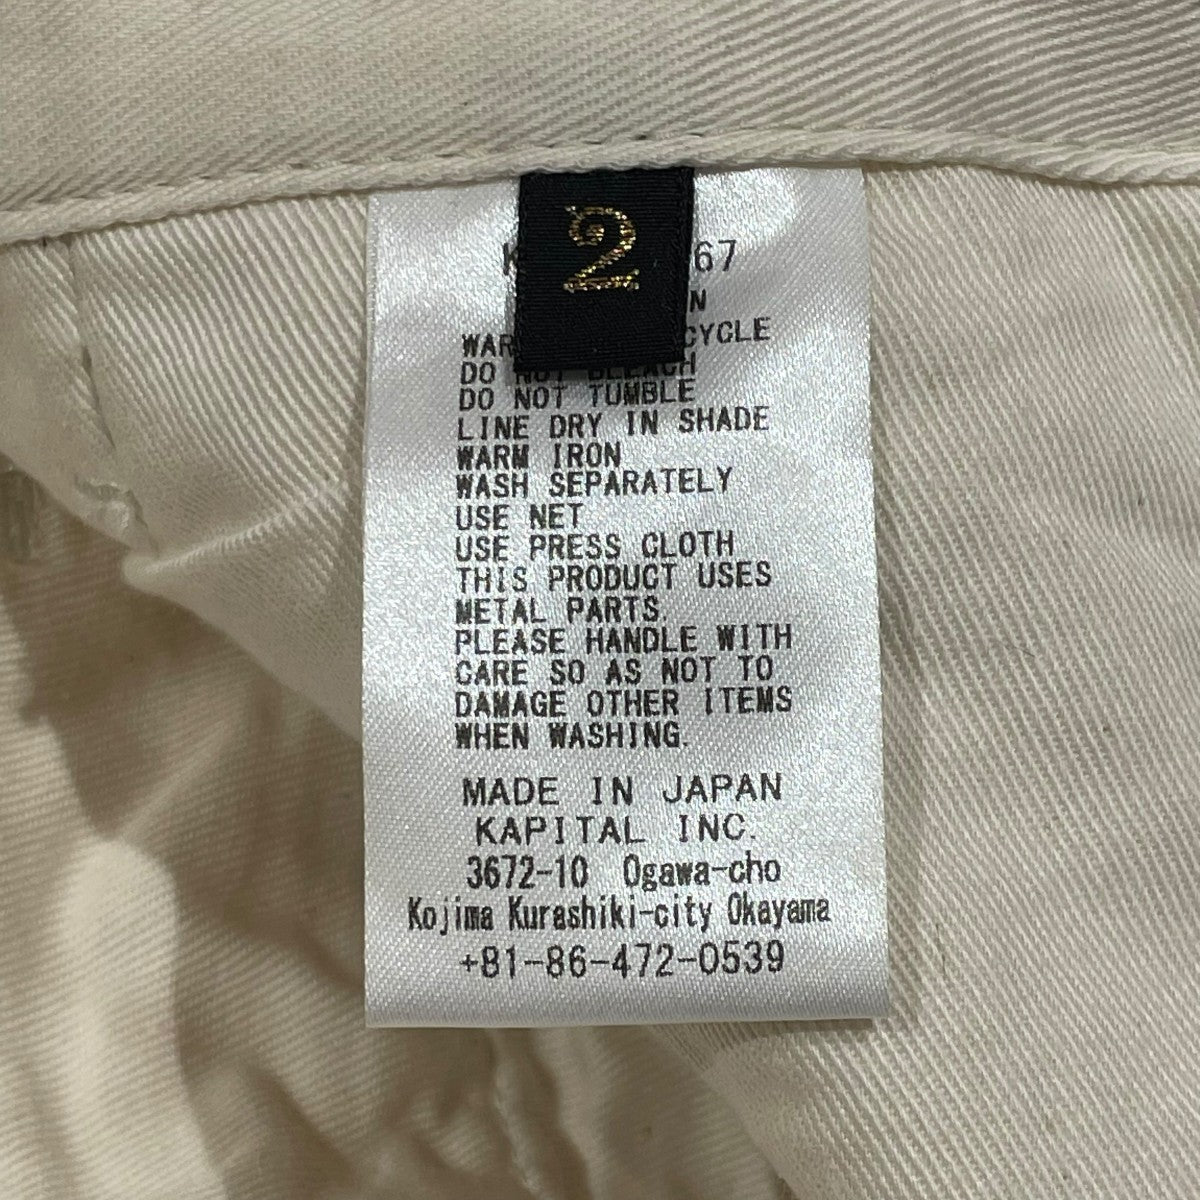 2
67
CYCLE
DO NOT BLEACH
DO NOT TUMBLE
LINE DRY IN SHADE
WARM IRON
WASH SEPARATELY
USE NET
USE PRESS CLOTH
THIS PRODUCT USES
METAL PARTS.
PLEASE HANDLE WITH
CARE SO AS NOT TO
DAMAGE OTHER ITEMS
WHEN WASHING.
MADE IN JAPAN
KAPITAL INC.
3672-10 Ogawa-cho
Kojima Kurashiki-city Okayama
+81-86-472-0539